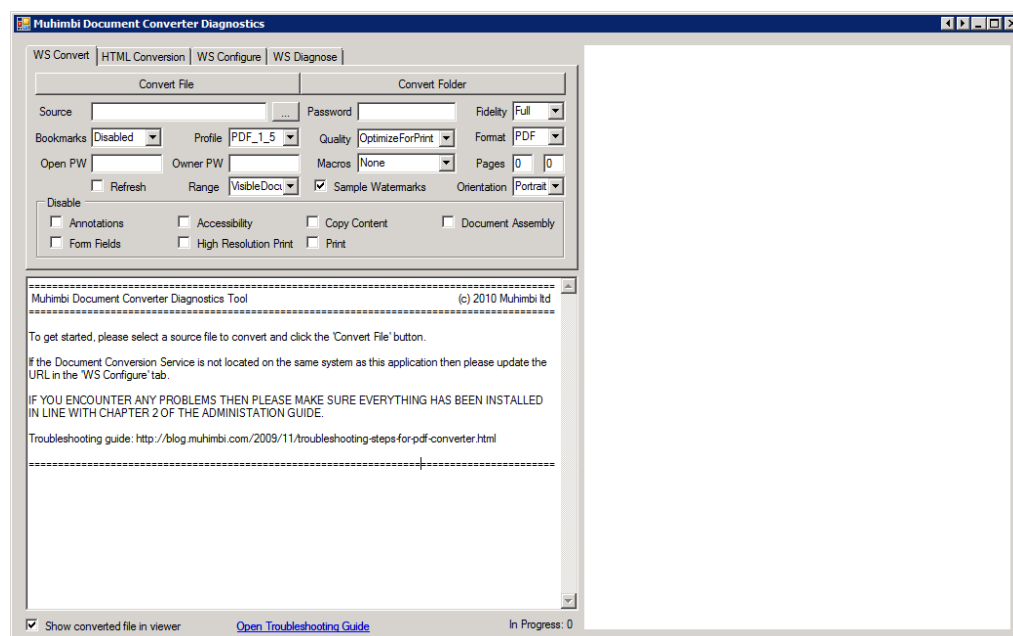 Muhimbi Document Converter Diagnostics
WS Convert HTML Conversion WS Configure WS Diagnose
Convert File Convert Folder
Source ... Password Fidelity Full
Bookmarks Disabled Profile PDF_1_5 Quality OptimizeForPrint Format PDF
Open PW Owner PW Macros None Pages 0 0
Refresh Range VisibleDocu Sample Watermarks Orientation Portrait
Disable
Annotations Accessibility Copy Content Document Assembly
Form Fields High Resolution Print Print
Muhimbi Document Converter Diagnostics Tool (c) 2010 Muhimbi ltd
To get started, please select a source file to convert and click the 'Convert File' button.
If the Document Conversion Service is not located on the same system as this application then please update the
URL in the 'WS Configure' tab.
IF YOU ENCOUNTER ANY PROBLEMS THEN PLEASE MAKE SURE EVERYTHING HAS BEEN INSTALLED
IN LINE WITH CHAPTER 2 OF THE ADMINISTATION GUIDE.
Troubleshooting guide: http://blog.muhimbi.com/2009/11/troubleshooting-steps-for-pdf-converter.html
Show converted file in viewer Open Troubleshooting Guide In Progress: 0